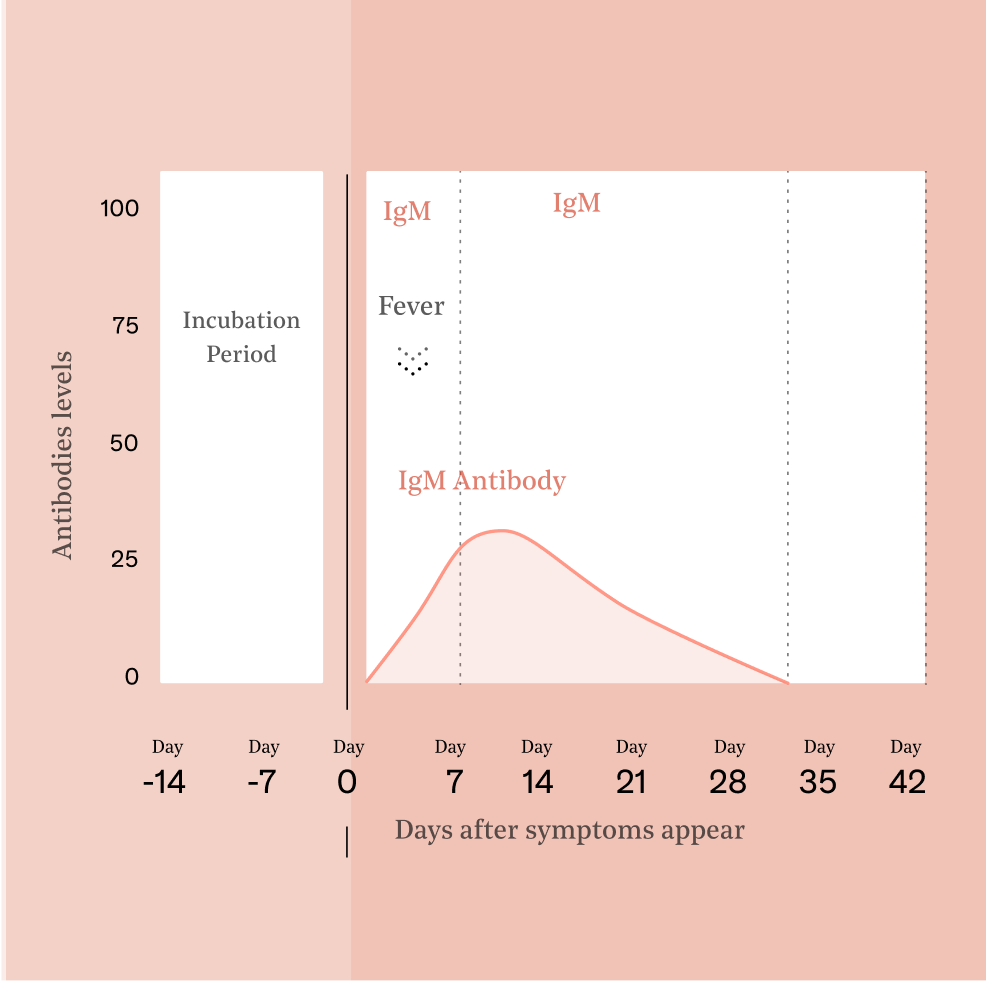 IgM
IgM
100
Fever
Incubation
Period
75
Antibodies levels
50
IgM Antibody
25
0
Day Day Day Day Day Day Day Day Day
-14 -7 0 7 14 21 28 35 42
Days after symptoms appear